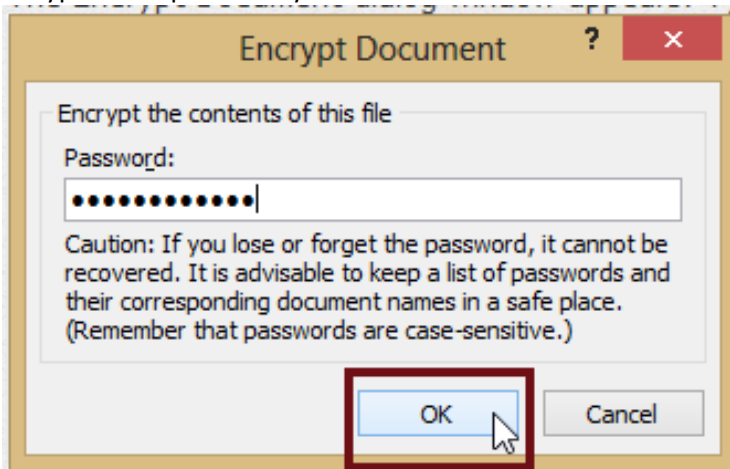 Encrypt Document ? ×
Encrypt the contents of this file
Password:
••••••••••••
Caution: If you lose or forget the password, it cannot be
recovered. It is advisable to keep a list of passwords and
their corresponding document names in a safe place.
(Remember that passwords are case-sensitive.)
OK Cancel